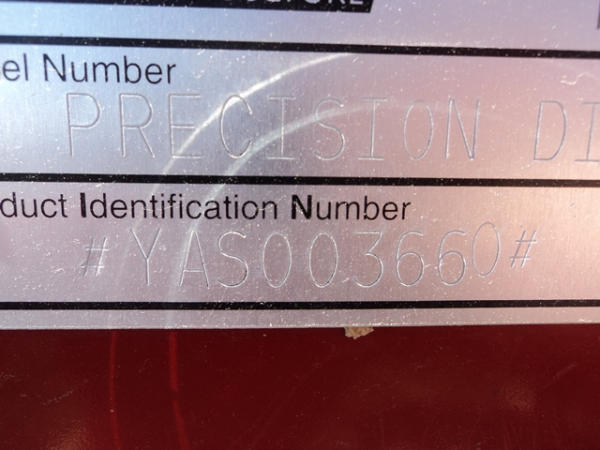 el Number
PRECISION DI
duct Identification Number
#YAS003660#